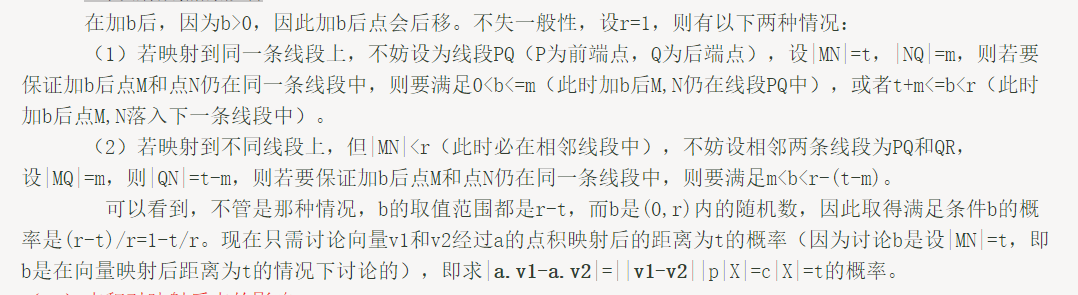 在加b后，因为b>0，因此加b后点会后移。不失一般性，设r=1，则有以下两种情况：
（1）若映射到同一条线段上，不妨设为线段PQ（P为前端点，Q为后端点），设|MN|=t，|NQ|=m，则若要
保证加b后点M和点N仍在同一条线段中，则要满足0<b<=m（此时加b后M,N仍在线段PQ中），或者t+m<=b<r（此时
加b后点M,N落入下一条线段中）。
（2）若映射到不同线段上，但|MN|<r（此时必在相邻线段中），不妨设相邻两条线段为PQ和QR，
设|MQ|=m，则|QN|=t-m，则若要保证加b后点M和点N仍在同一条线段中，则要满足m<b<r-(t-m)。
可以看到，不管是那种情况，b的取值范围都是r-t，而b是(0,r)内的随机数，因此取得满足条件b的概
率是(r-t)/r=1-t/r。现在只需讨论向量v1和v2经过a的点积映射后的距离为t的概率（因为讨论b是设|MN|=t，即
b是在向量映射后距离为t的情况下讨论的），即求|a.v1-a.v2|=||v1-v2||p|X|=c|X|=t的概率。